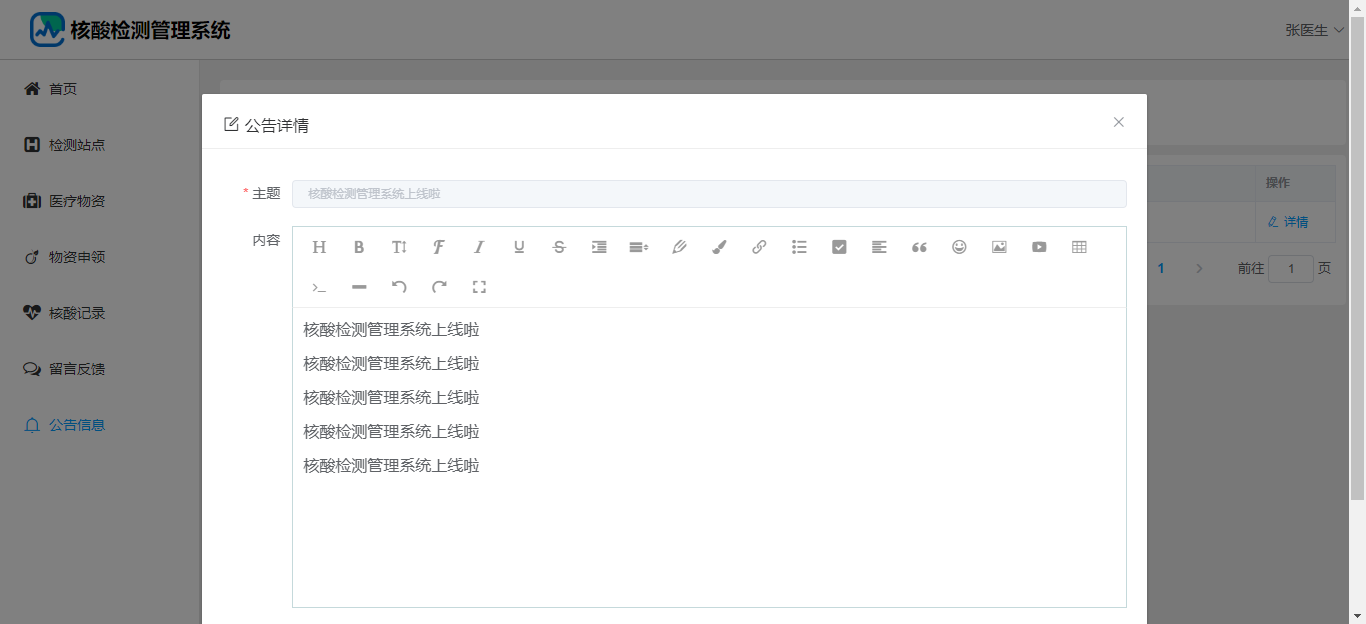 核酸检测管理系统
张医生
首页
检测站点
医疗物资
物资申领
核酸记录
留言反馈
公告信息
公告详情
* 主题
核酸检测管理系统上线啦
内容
核酸检测管理系统上线啦
核酸检测管理系统上线啦
核酸检测管理系统上线啦
核酸检测管理系统上线啦
核酸检测管理系统上线啦
操作
详情
1
前往 1 页